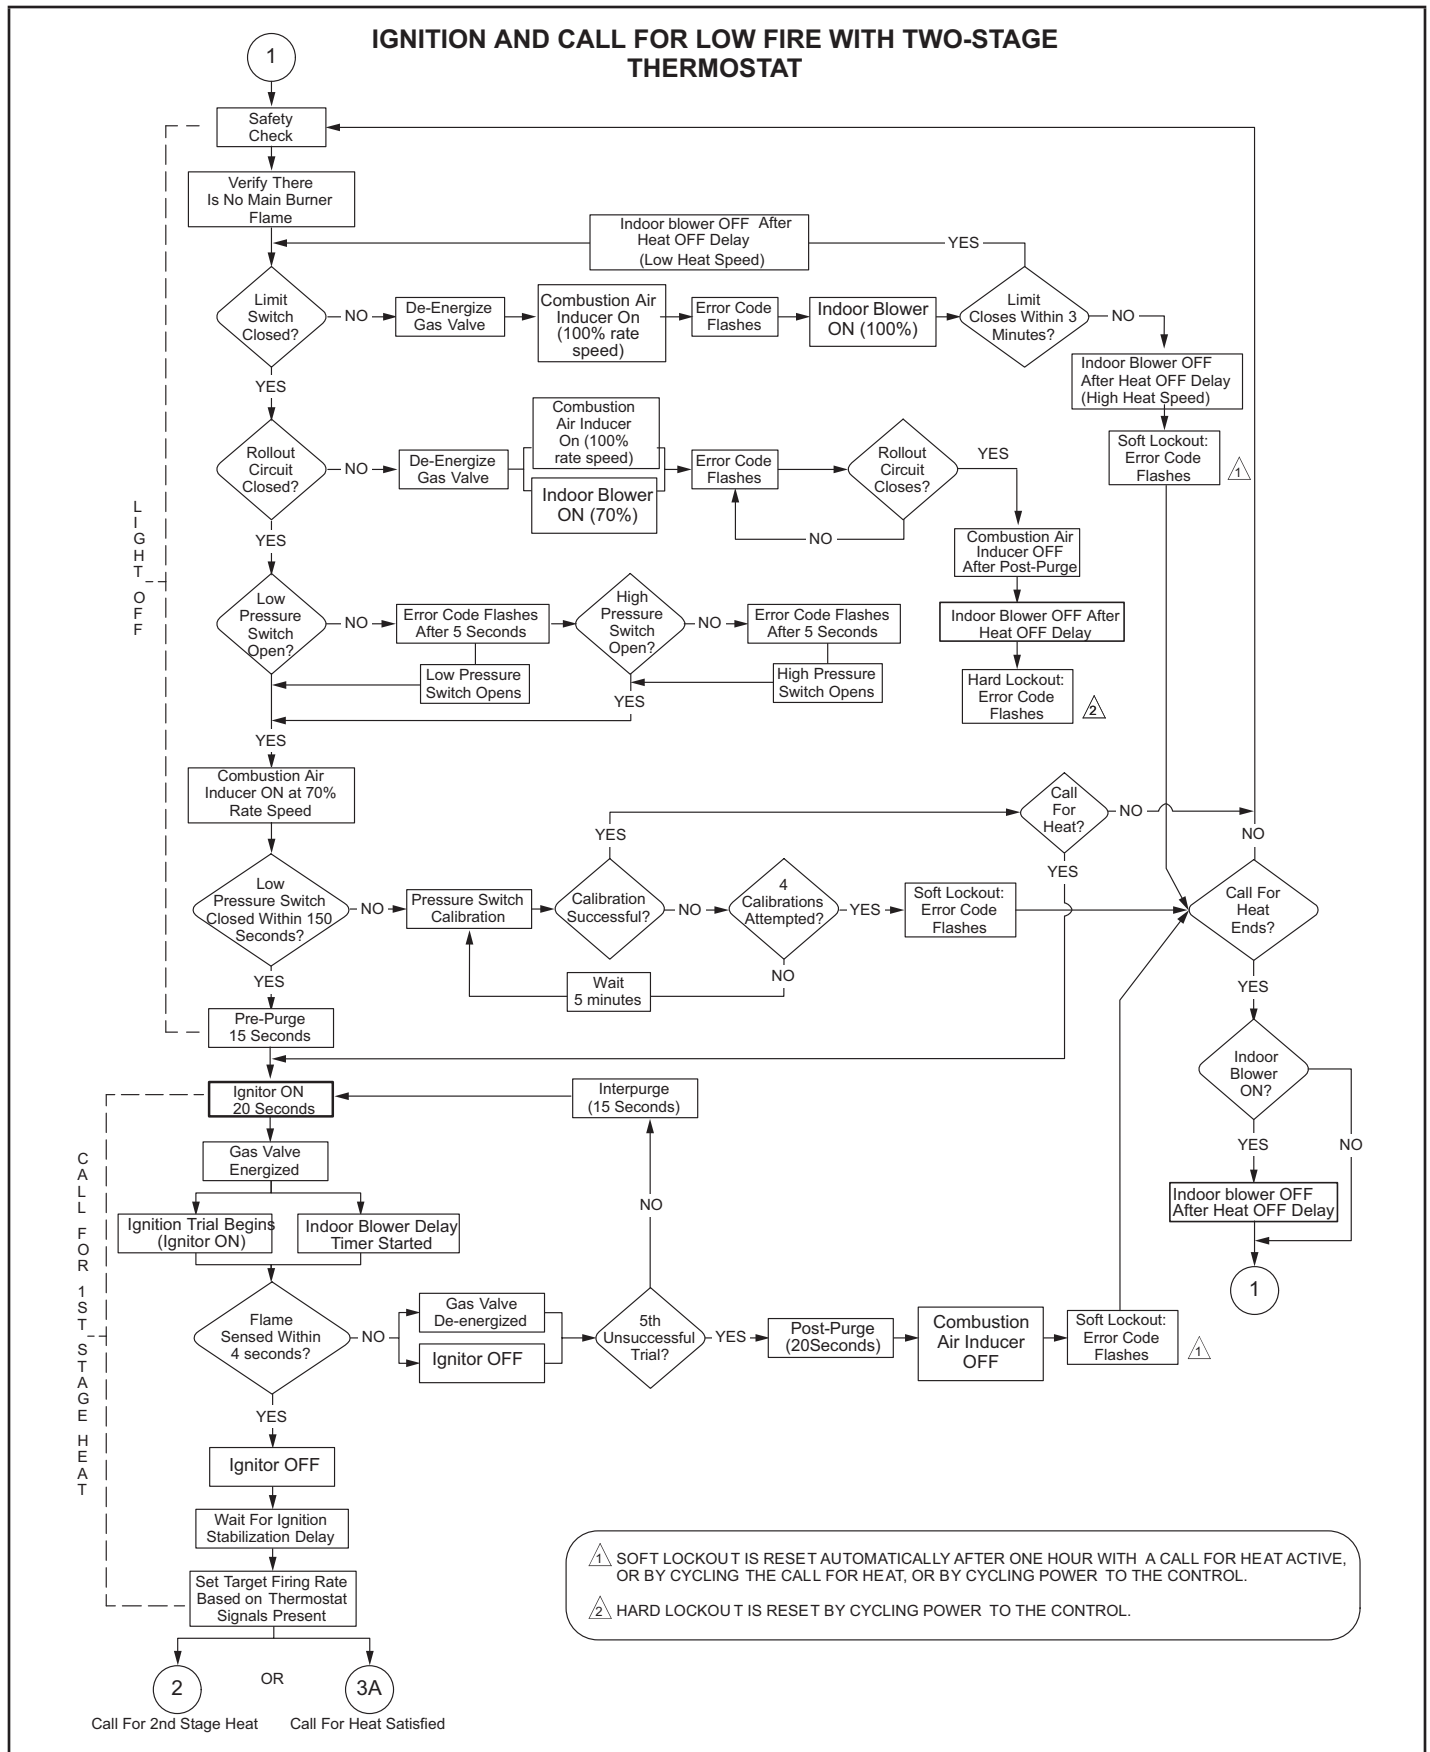 IGNITION AND CALL FOR LOW FIRE WITH TWO-STAGE
THERMOSTAT
1
Safety
Check
Verify There
Is No Main Burner
Flame
Indoor blower OFF After
Heat OFF Delay
(Low Heat Speed)
YES
Limit
Switch
Closed?
NO
De-Energize
Gas Valve
Combustion Air
Inducer On
(100% rate
speed)
Error Code
Flashes
Indoor Blower
ON (100%)
Limit
Closes Within 3
Minutes?
NO
Indoor Blower OFF
After Heat OFF Delay
(High Heat Speed)
Soft Lockout:
Error Code
Flashes
1
YES
Rollout
Circuit
Closed?
NO
De-Energize
Gas Valve
Combustion
Air Inducer
On (100%
rate speed)
Indoor Blower
ON (70%)
Error Code
Flashes
Rollout
Circuit
Closes?
YES
NO
Combustion Air
Inducer OFF
After Post-Purge
Indoor Blower OFF After
Heat OFF Delay
Hard Lockout:
Error Code
Flashes
2
LIGHT OFF
YES
Low
Pressure
Switch
Open?
NO
Error Code Flashes
After 5 Seconds
Low Pressure
Switch Opens
High
Pressure
Switch
Open?
NO
Error Code Flashes
After 5 Seconds
High Pressure
Switch Opens
YES
YES
Combustion Air
Inducer ON at 70%
Rate Speed
Call
For
Heat?
NO
YES
YES
NO
Low
Pressure Switch
Closed Within 150
Seconds?
NO
Pressure Switch
Calibration
Calibration
Successful?
NO
4
Calibrations
Attempted?
YES
Soft Lockout:
Error Code
Flashes
Call For
Heat
Ends?
NO
Wait
5 minutes
YES
YES
Pre-Purge
15 Seconds
Indoor
Blower
ON?
YES
NO
Indoor blower OFF
After Heat OFF Delay
1
Ignitor ON
20 Seconds
Interpurge
(15 Seconds)
Gas Valve
Energized
CALL FOR 1ST STAGE HEAT
Ignition Trial Begins
(Ignitor ON)
Indoor Blower Delay
Timer Started
NO
Flame
Sensed Within
4 seconds?
NO
Gas Valve
De-energized
Ignitor OFF
5th
Unsuccessful
Trial?
YES
Post-Purge
(20Seconds)
Combustion
Air Inducer
OFF
Soft Lockout:
Error Code
Flashes
1
YES
Ignitor OFF
Wait For Ignition
Stabilization Delay
Set Target Firing Rate
Based on Thermostat
Signals Present
2
OR
3A
Call For 2nd Stage Heat
Call For Heat Satisfied
1 SOFT LOCKOUT IS RESET AUTOMATICALLY AFTER ONE HOUR WITH A CALL FOR HEAT ACTIVE,
OR BY CYCLING THE CALL FOR HEAT, OR BY CYCLING POWER TO THE CONTROL.
2 HARD LOCKOUT IS RESET BY CYCLING POWER TO THE CONTROL.